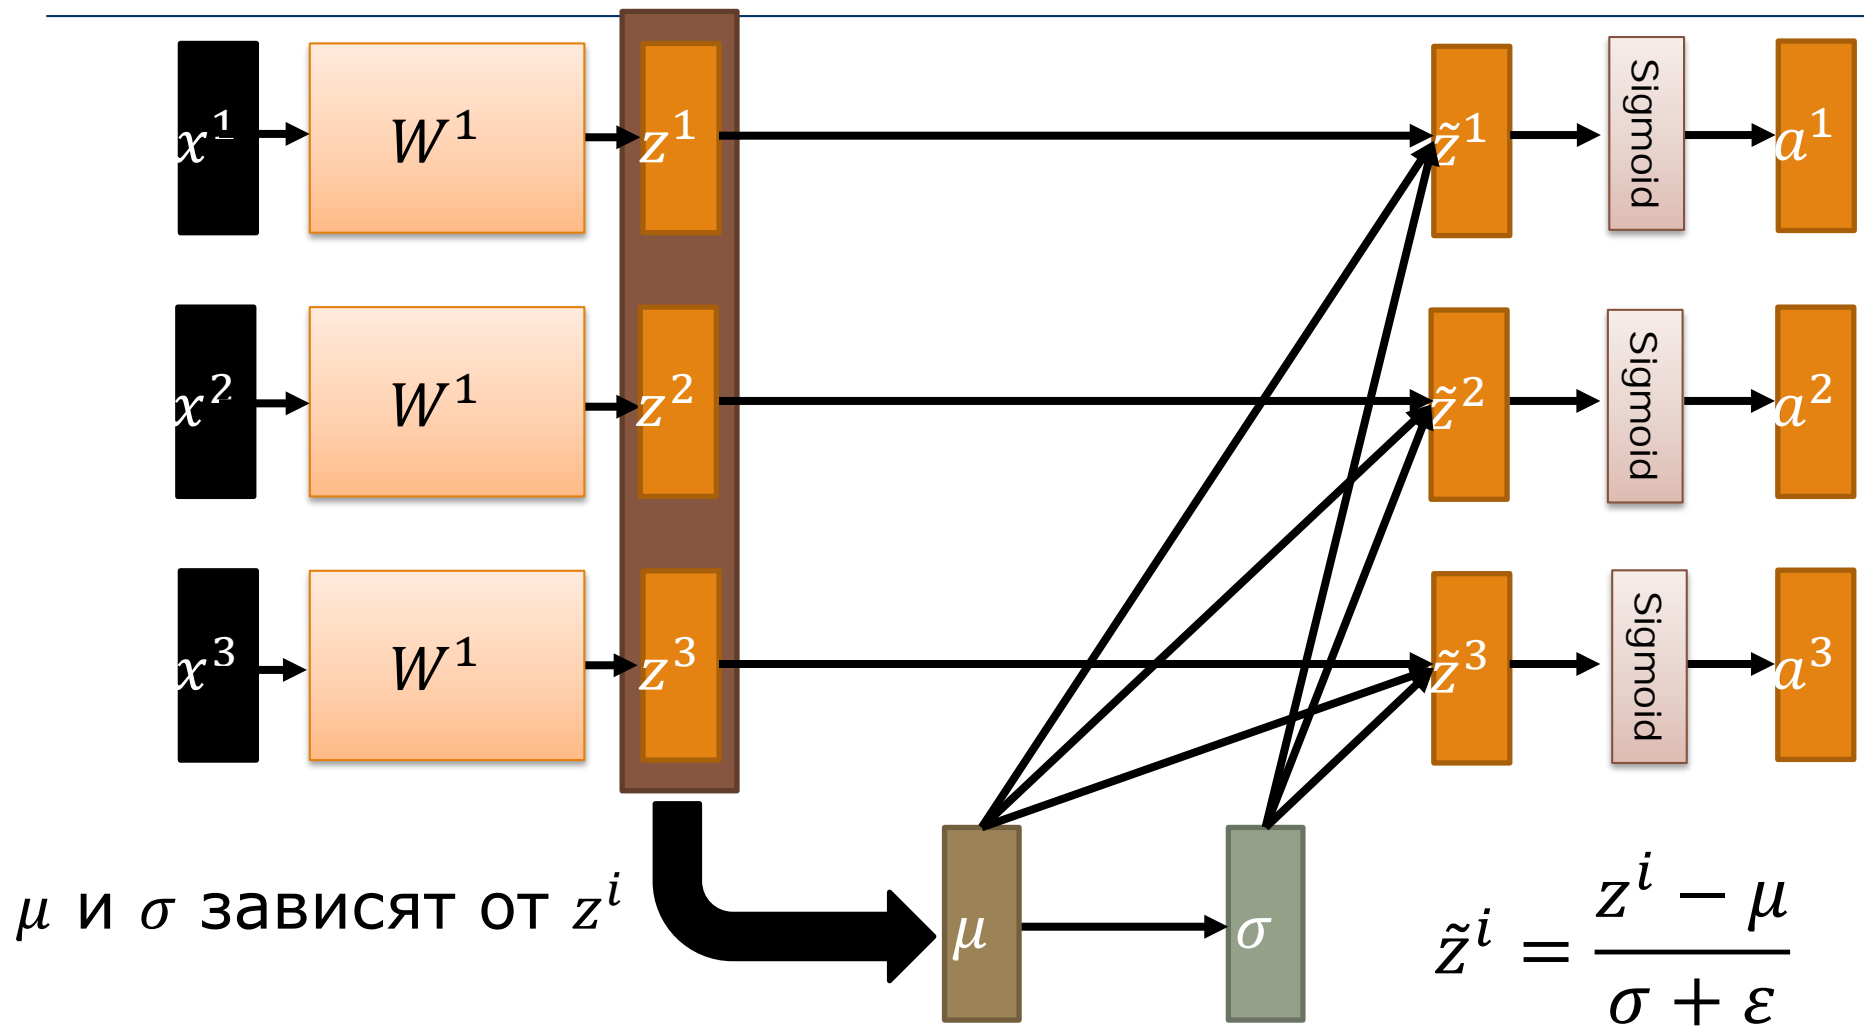 x¹ W¹ z¹ z̃¹ Sigmoid a¹
x² W¹ z² z̃² Sigmoid a²
x³ W¹ z³ z̃³ Sigmoid a³
μ и σ зависят от zⁱ
μ σ
z̃ⁱ = (zⁱ − μ) / (σ + ε)